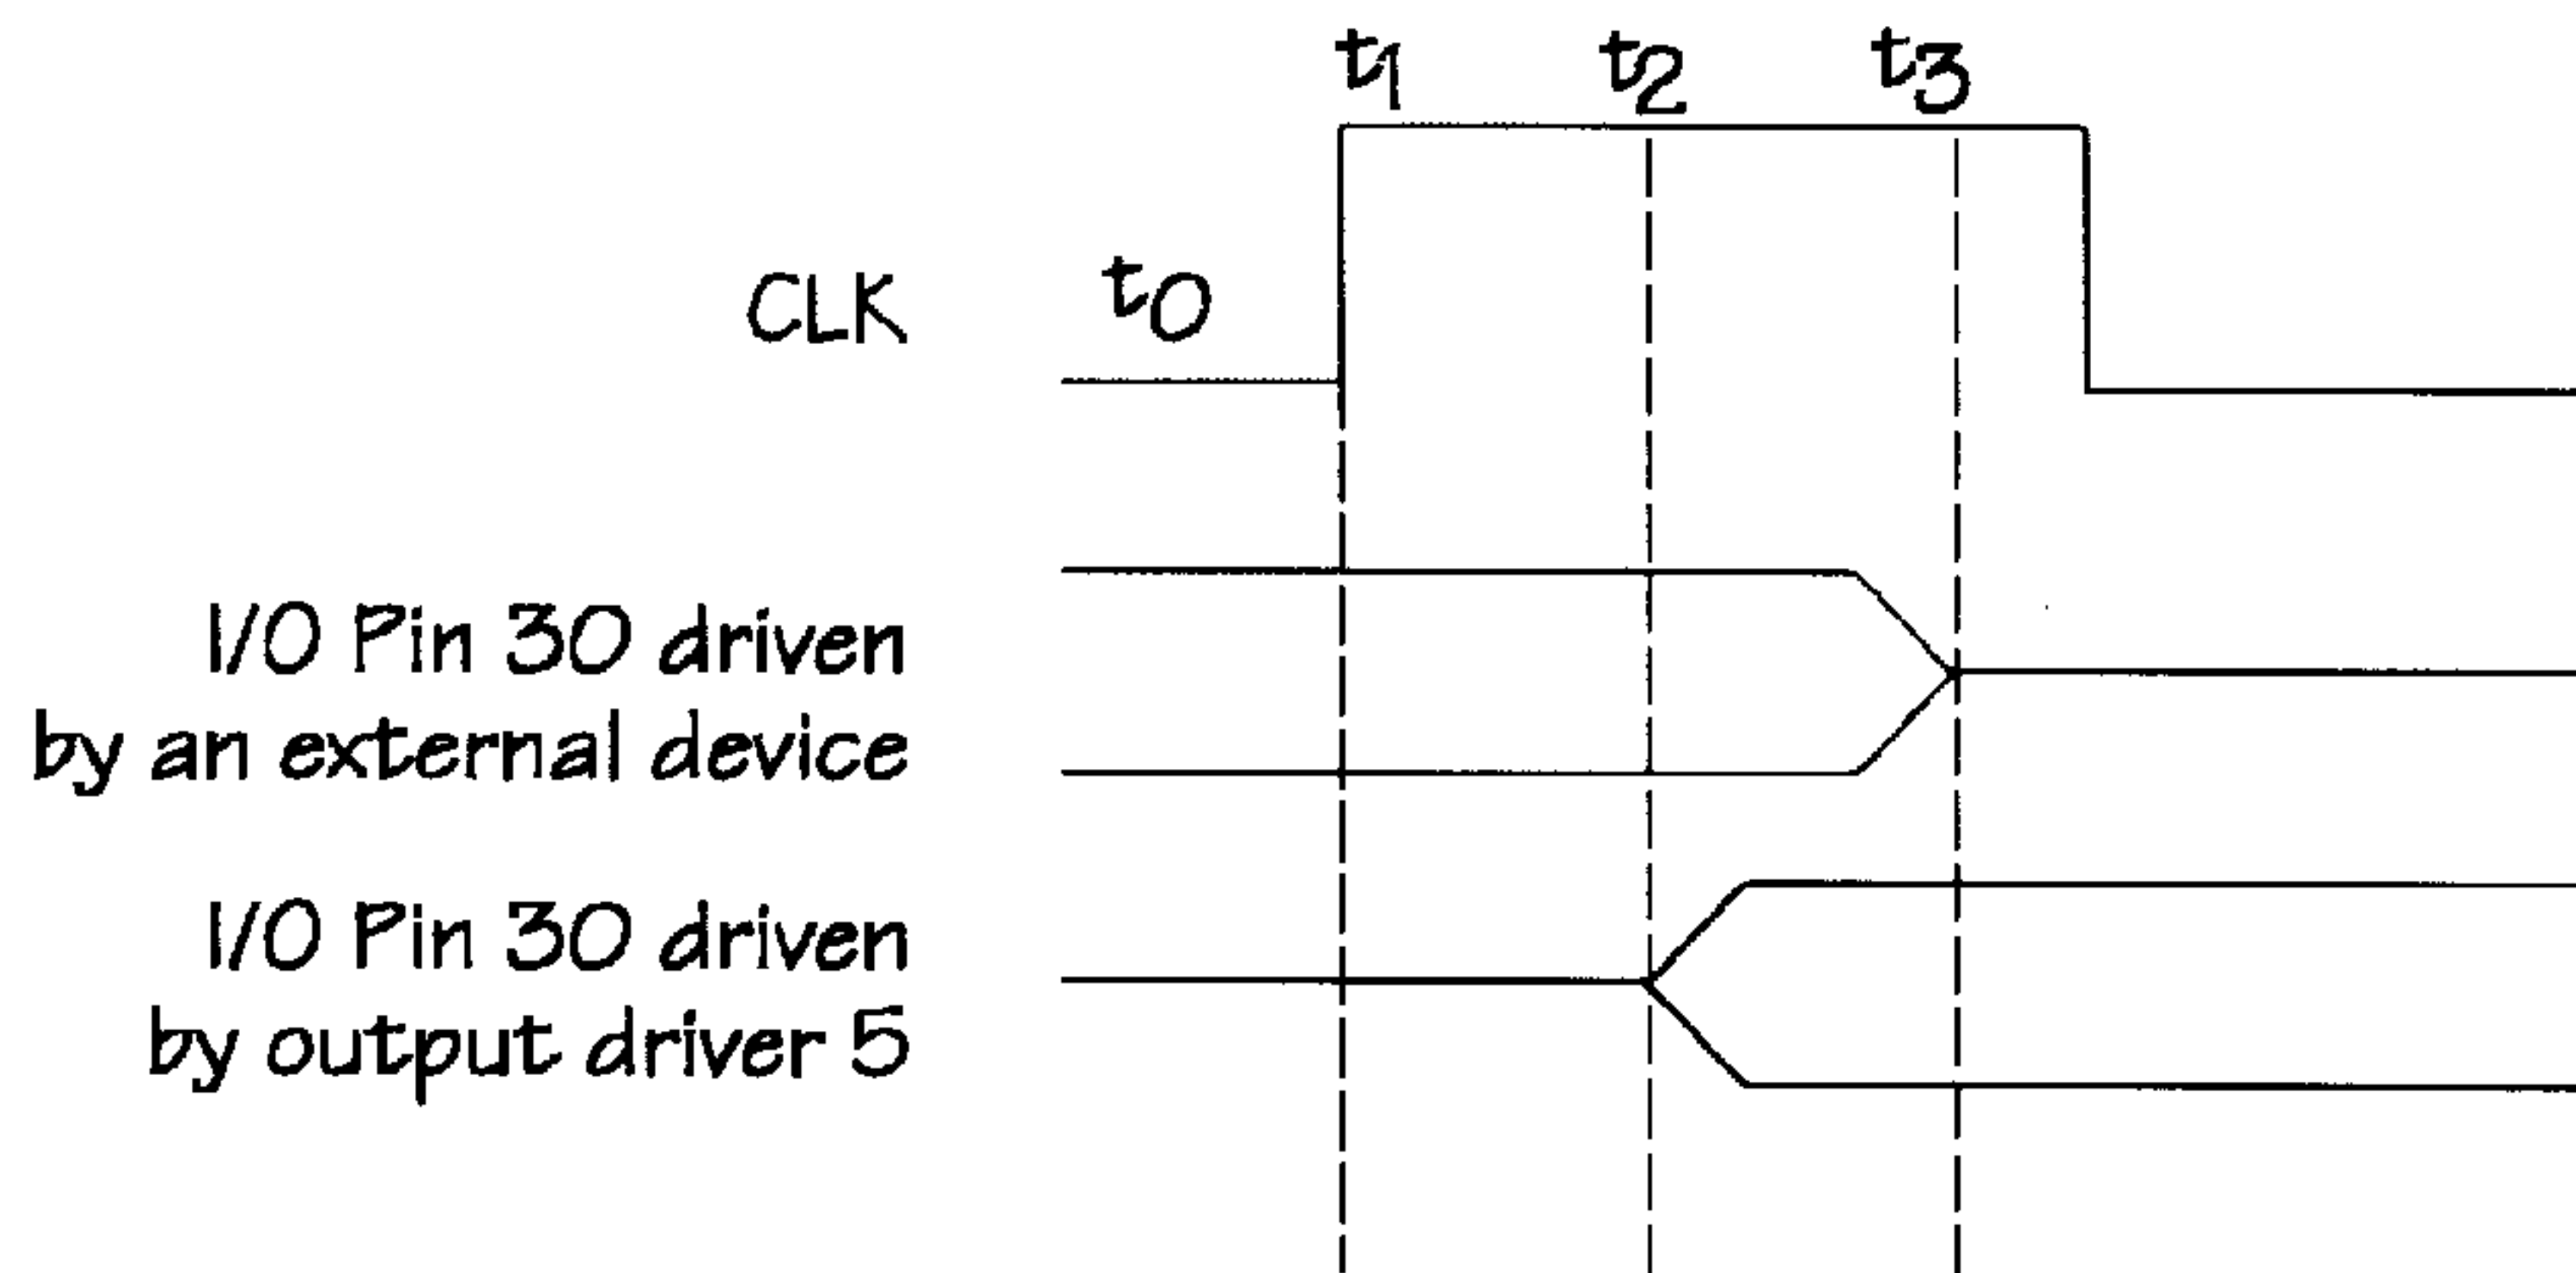 t1 t2 t3
CLK t0
I/O Pin 30 driven
by an external device
I/O Pin 30 driven
by output driver 5